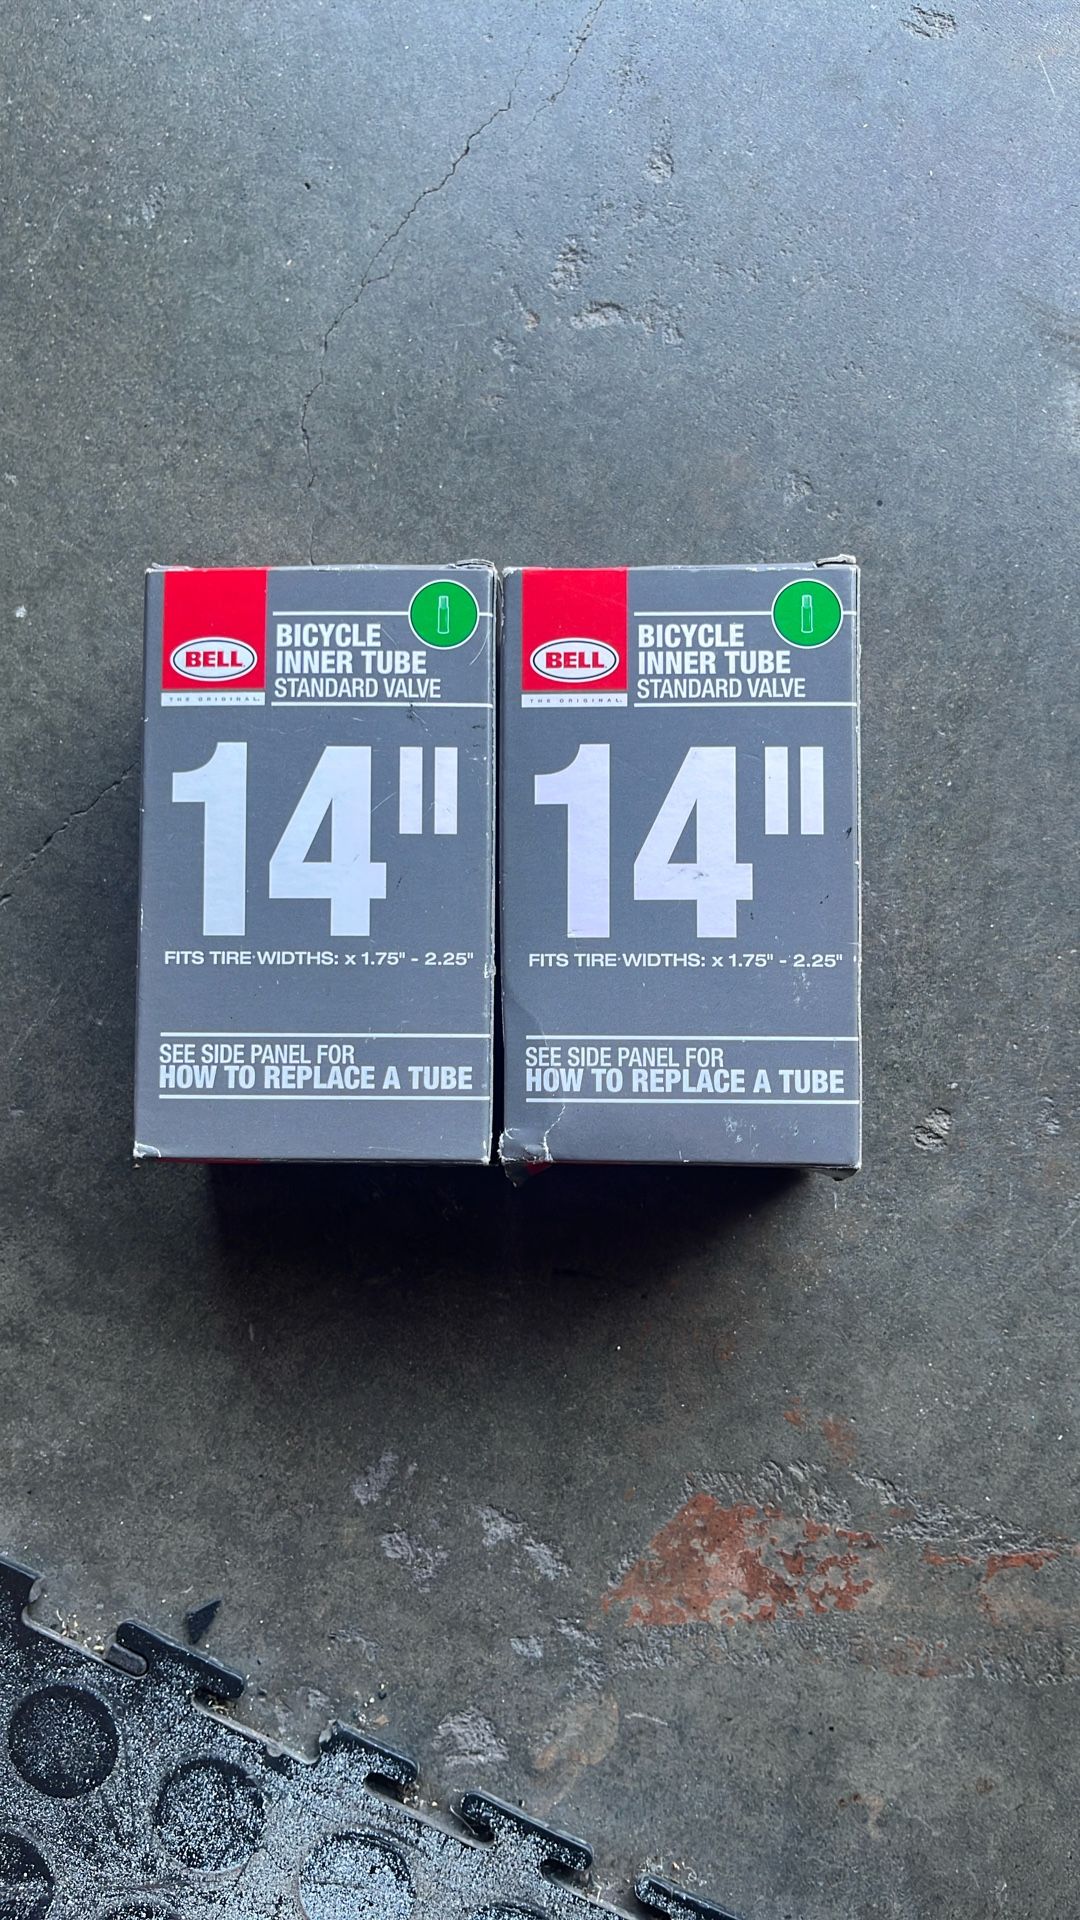 BELL
THE ORIGINAL.
BICYCLE
INNER TUBE
STANDARD VALVE
14"
FITS TIRE WIDTHS: x 1.75" - 2.25"
SEE SIDE PANEL FOR
HOW TO REPLACE A TUBE
BELL
THE ORIGINAL.
BICYCLE
INNER TUBE
STANDARD VALVE
14"
FITS TIRE WIDTHS: x 1.75" - 2.25"
SEE SIDE PANEL FOR
HOW TO REPLACE A TUBE